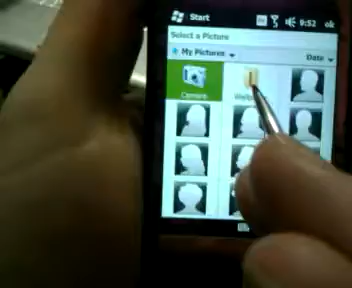 Start 9:52 ok
Select a Picture
My Pictures
Date
Camera